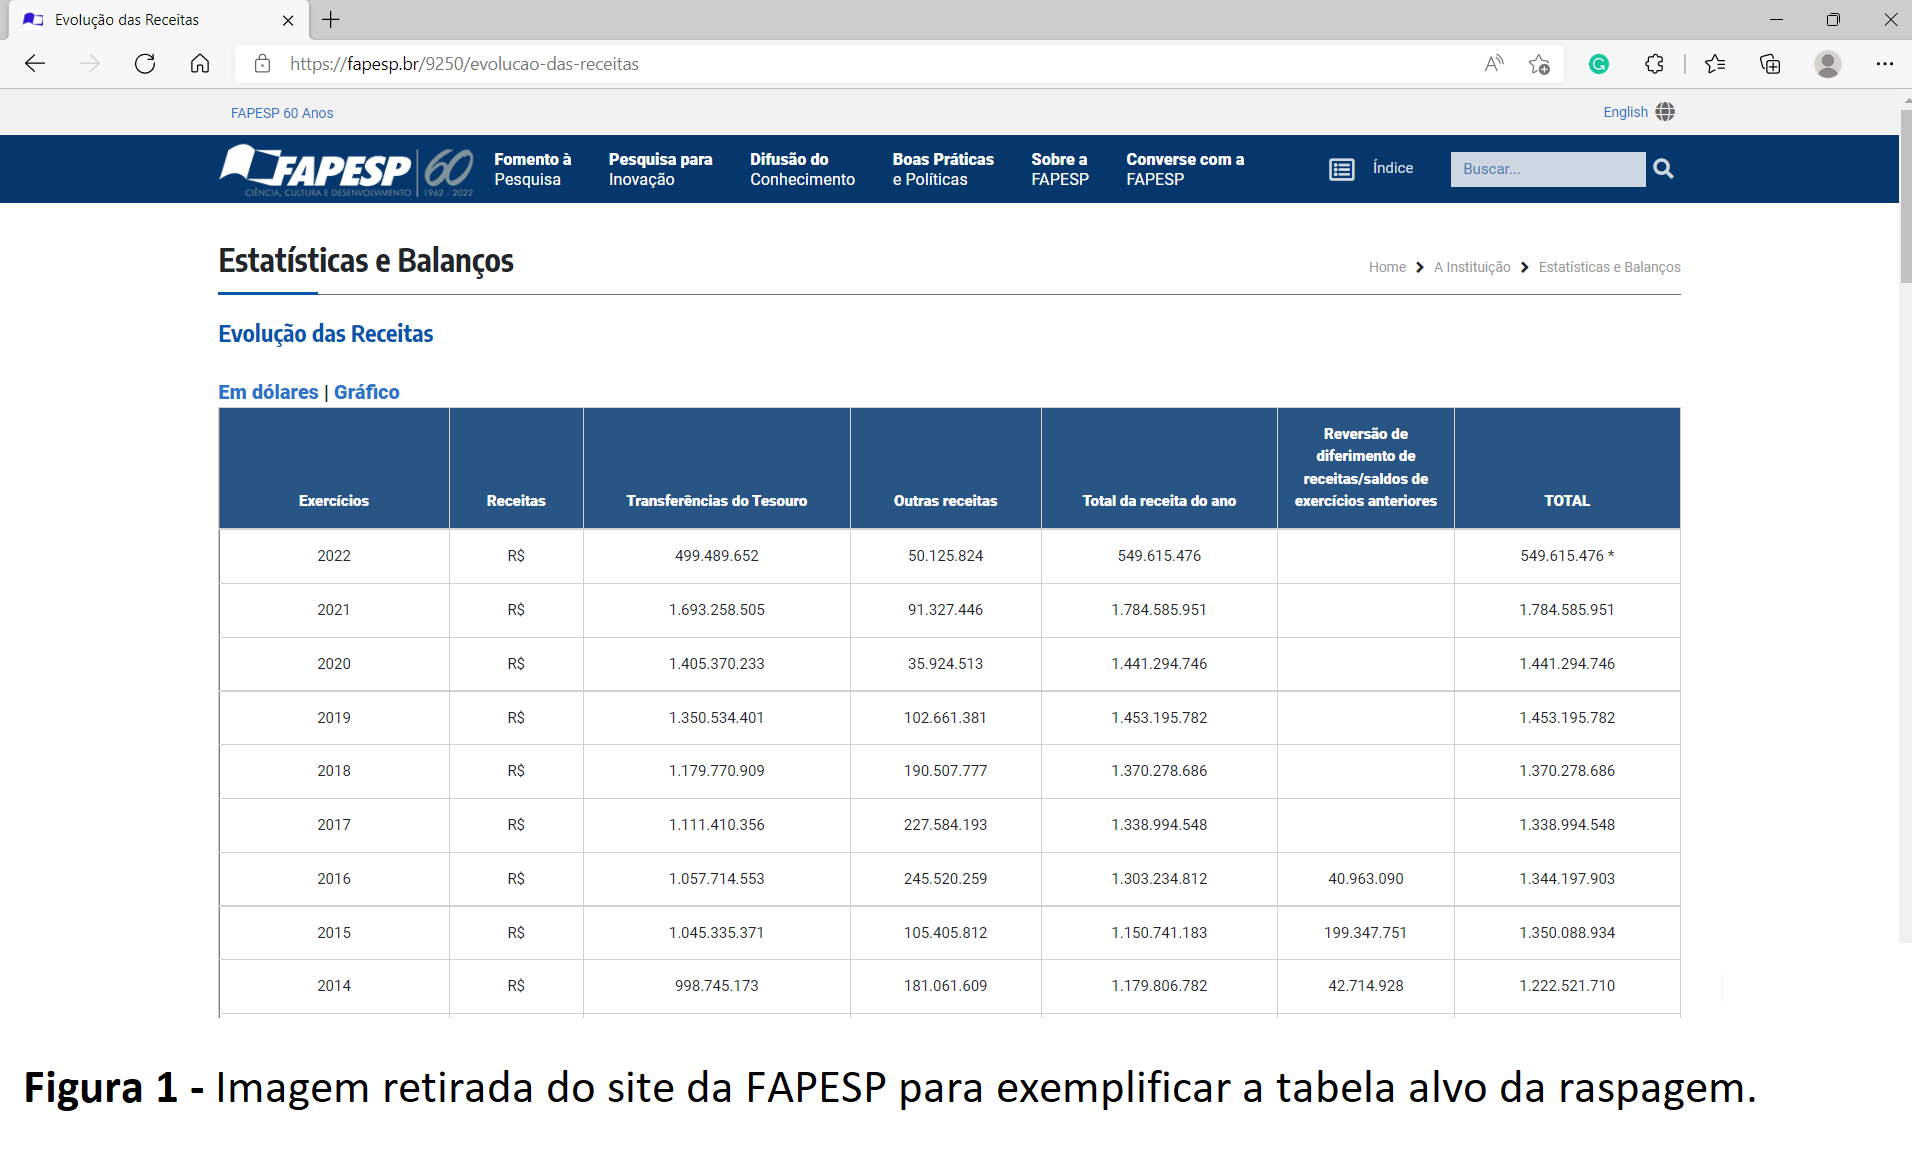 Evolução das Receitas
https://fapesp.br/9250/evolucao-das-receitas
FAPESP 60 Anos
English
FAPESP 60
CIÊNCIA, CULTURA E DESENVOLVIMENTO 1962 - 2022
Fomento à Pesquisa
Pesquisa para Inovação
Difusão do Conhecimento
Boas Práticas e Políticas
Sobre a FAPESP
Converse com a FAPESP
Índice
Buscar...
Estatísticas e Balanços
Home > A Instituição > Estatísticas e Balanços
Evolução das Receitas
Em dólares | Gráfico
Exercícios Receitas Transferências do Tesouro Outras receitas Total da receita do ano Reversão de diferimento de receitas/saldos de exercícios anteriores TOTAL
2022 R$ 499.489.652 50.125.824 549.615.476 549.615.476 *
2021 R$ 1.693.258.505 91.327.446 1.784.585.951 1.784.585.951
2020 R$ 1.405.370.233 35.924.513 1.441.294.746 1.441.294.746
2019 R$ 1.350.534.401 102.661.381 1.453.195.782 1.453.195.782
2018 R$ 1.179.770.909 190.507.777 1.370.278.686 1.370.278.686
2017 R$ 1.111.410.356 227.584.193 1.338.994.548 1.338.994.548
2016 R$ 1.057.714.553 245.520.259 1.303.234.812 40.963.090 1.344.197.903
2015 R$ 1.045.335.371 105.405.812 1.150.741.183 199.347.751 1.350.088.934
2014 R$ 998.745.173 181.061.609 1.179.806.782 42.714.928 1.222.521.710
Figura 1 - Imagem retirada do site da FAPESP para exemplificar a tabela alvo da raspagem.